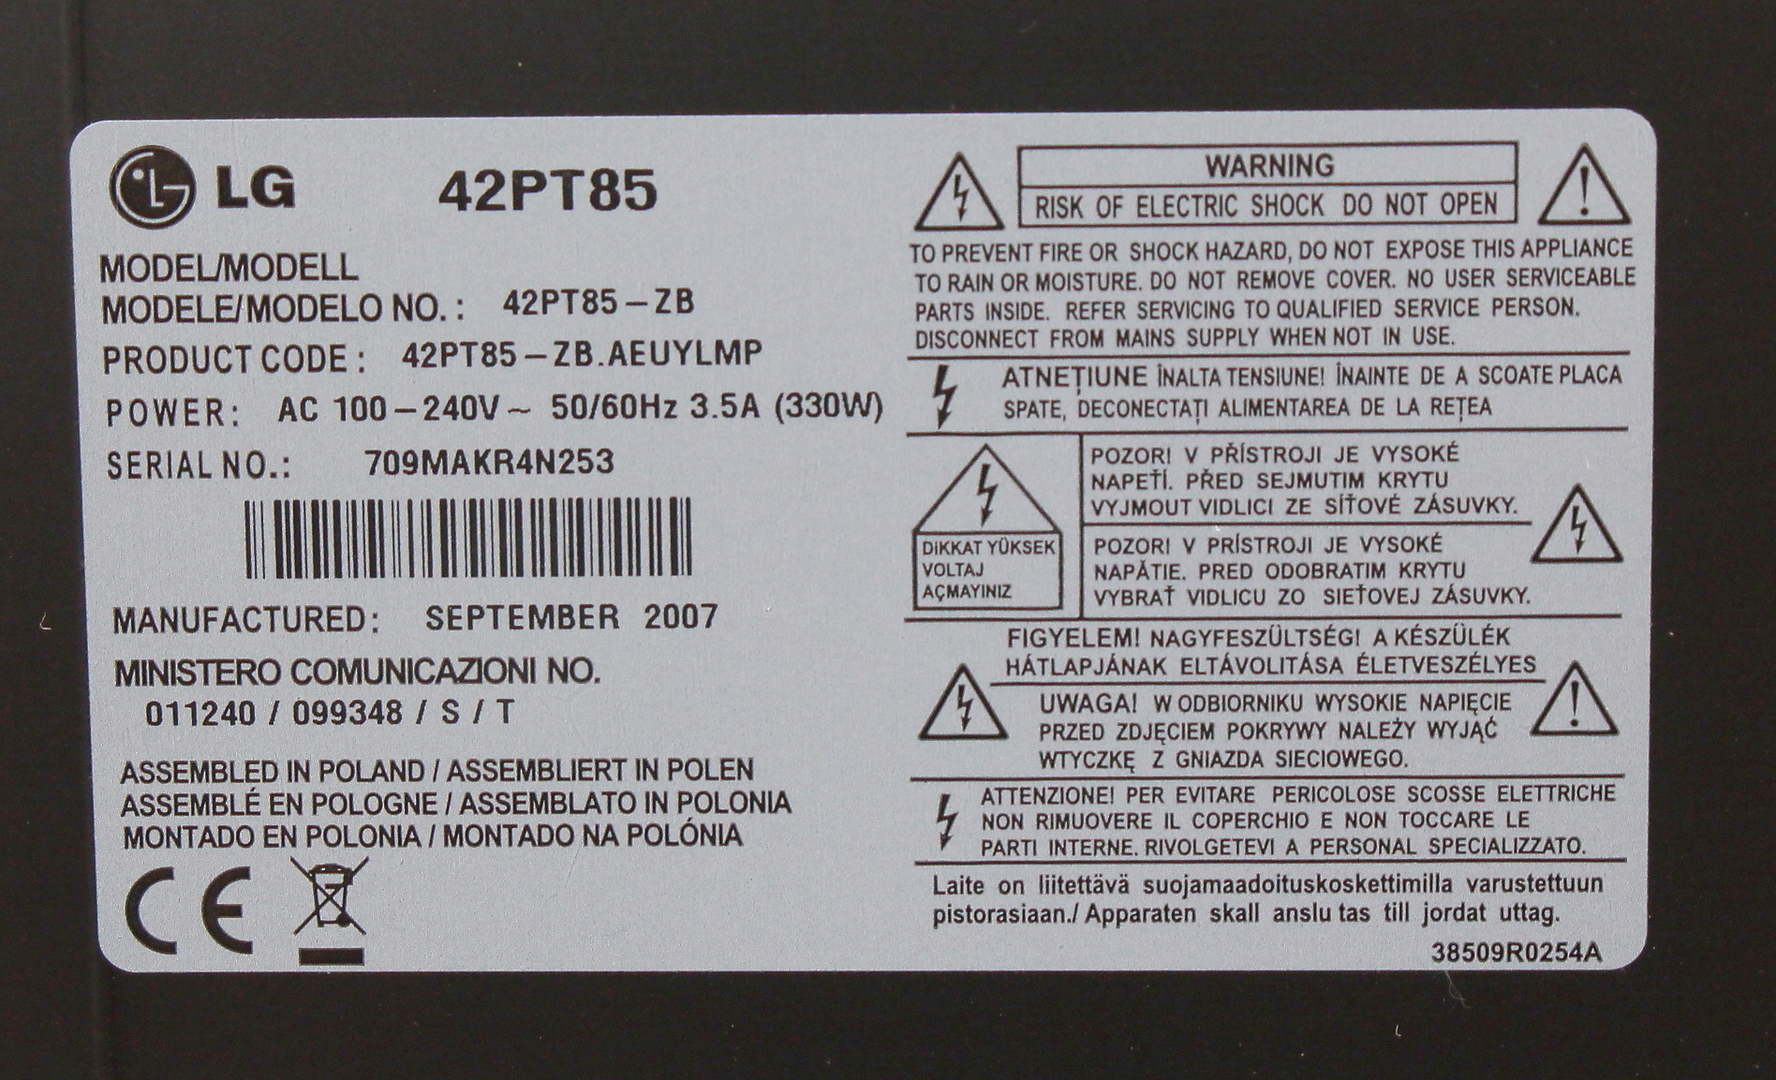 LG 42PT85
MODEL/MODELL
MODELE/MODELO NO. : 42PT85-ZB
PRODUCT CODE : 42PT85-ZB.AEUYLMP
POWER: AC 100-240V~ 50/60Hz 3.5A (330W)
SERIAL NO.: 709MAKR4N253
MANUFACTURED: SEPTEMBER 2007
MINISTERO COMUNICAZIONI NO.
011240 / 099348 / S / T
ASSEMBLED IN POLAND / ASSEMBLIERT IN POLEN
ASSEMBLÉ EN POLOGNE / ASSEMBLATO IN POLONIA
MONTADO EN POLONIA / MONTADO NA POLÓNIA
CE
WARNING
RISK OF ELECTRIC SHOCK DO NOT OPEN
TO PREVENT FIRE OR SHOCK HAZARD, DO NOT EXPOSE THIS APPLIANCE
TO RAIN OR MOISTURE. DO NOT REMOVE COVER. NO USER SERVICEABLE
PARTS INSIDE. REFER SERVICING TO QUALIFIED SERVICE PERSON.
DISCONNECT FROM MAINS SUPPLY WHEN NOT IN USE.
ATNEȚIUNE ÎNALTA TENSIUNE! ÎNAINTE DE A SCOATE PLACA
SPATE, DECONECTAȚI ALIMENTAREA DE LA REȚEA
DİKKAT YÜKSEK
VOLTAJ
AÇMAYINIZ
POZOR! V PŘÍSTROJI JE VYSOKÉ
NAPEŤÍ. PŘED SEJMUTIM KRYTU
VYJMOUT VIDLICI ZE SÍŤOVÉ ZÁSUVKY.
POZOR! V PRÍSTROJI JE VYSOKÉ
NAPÄTIE. PRED ODOBRATIM KRYTU
VYBRAŤ VIDLICU ZO SIEŤOVEJ ZÁSUVKY.
FIGYELEM! NAGYFESZÜLTSÉG! A KÉSZÜLÉK
HÁTLAPJÁNAK ELTÁVOLITÁSA ÉLETVESZÉLYES
UWAGA! W ODBIORNIKU WYSOKIE NAPIĘCIE
PRZED ZDJĘCIEM POKRYWY NALEŻY WYJĄĆ
WTYCZKĘ Z GNIAZDA SIECIOWEGO.
ATTENZIONE! PER EVITARE PERICOLOSE SCOSSE ELETTRICHE
NON RIMUOVERE IL COPERCHIO E NON TOCCARE LE
PARTI INTERNE. RIVOLGETEVI A PERSONAL SPECIALIZZATO.
Laite on liitettävä suojamaadoituskoskettimilla varustettuun
pistorasiaan./ Apparaten skall anslu tas till jordat uttag.
38509R0254A